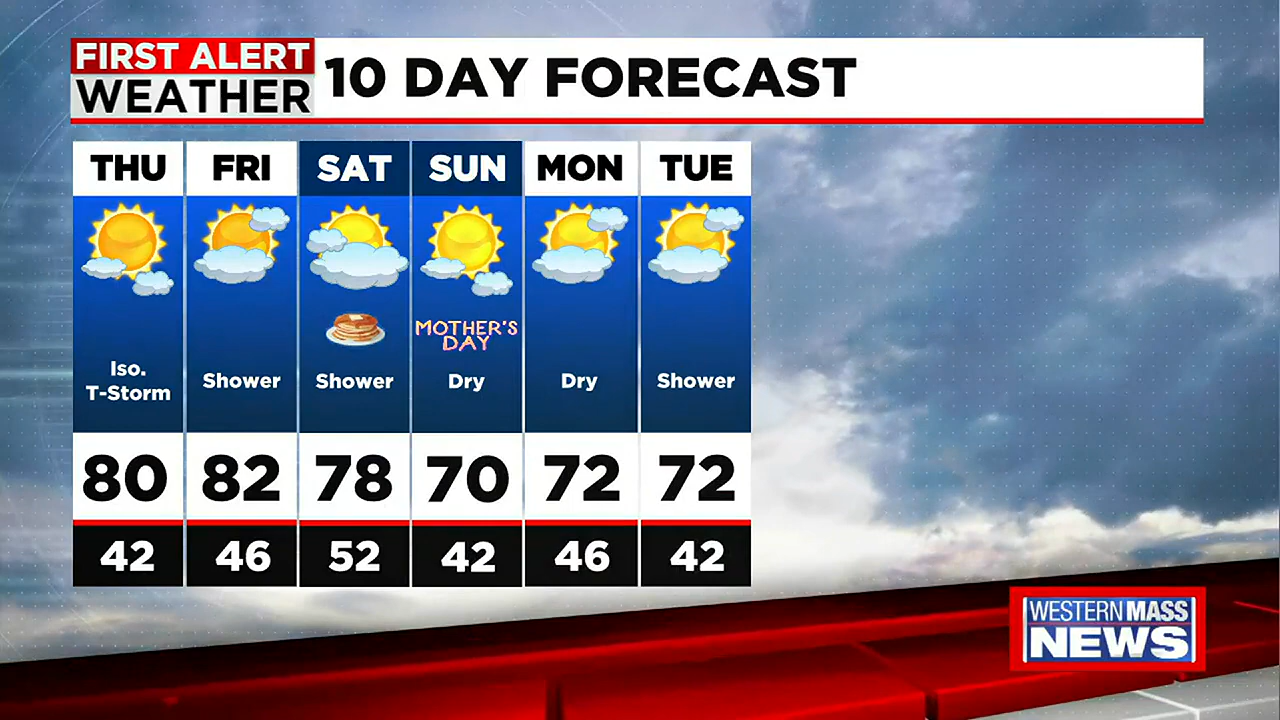 FIRST ALERT
WEATHER
10 DAY FORECAST
THU FRI SAT SUN MON TUE
MOTHER'S
DAY
Iso.
T-Storm
Shower Shower Dry Dry Shower
80 82 78 70 72 72
42 46 52 42 46 42
WESTERN MASS
NEWS